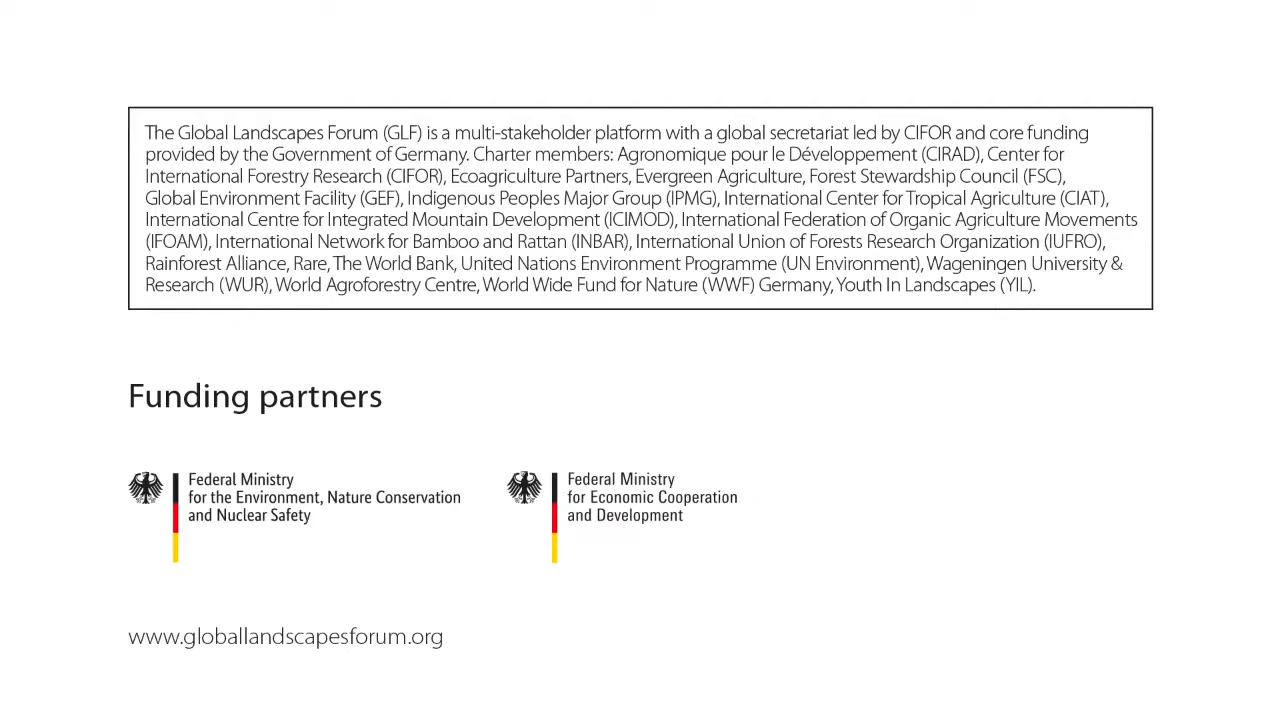 The Global Landscapes Forum (GLF) is a multi-stakeholder platform with a global secretariat led by CIFOR and core funding
provided by the Government of Germany. Charter members: Agronomique pour le Développement (CIRAD), Center for
International Forestry Research (CIFOR), Ecoagriculture Partners, Evergreen Agriculture, Forest Stewardship Council (FSC),
Global Environment Facility (GEF), Indigenous Peoples Major Group (IPMG), International Center for Tropical Agriculture (CIAT),
International Centre for Integrated Mountain Development (ICIMOD), International Federation of Organic Agriculture Movements
(IFOAM), International Network for Bamboo and Rattan (INBAR), International Union of Forests Research Organization (IUFRO),
Rainforest Alliance, Rare, The World Bank, United Nations Environment Programme (UN Environment), Wageningen University &
Research (WUR), World Agroforestry Centre, World Wide Fund for Nature (WWF) Germany, Youth In Landscapes (YIL).
Funding partners
Federal Ministry
for the Environment, Nature Conservation
and Nuclear Safety
Federal Ministry
for Economic Cooperation
and Development
www.globallandscapesforum.org